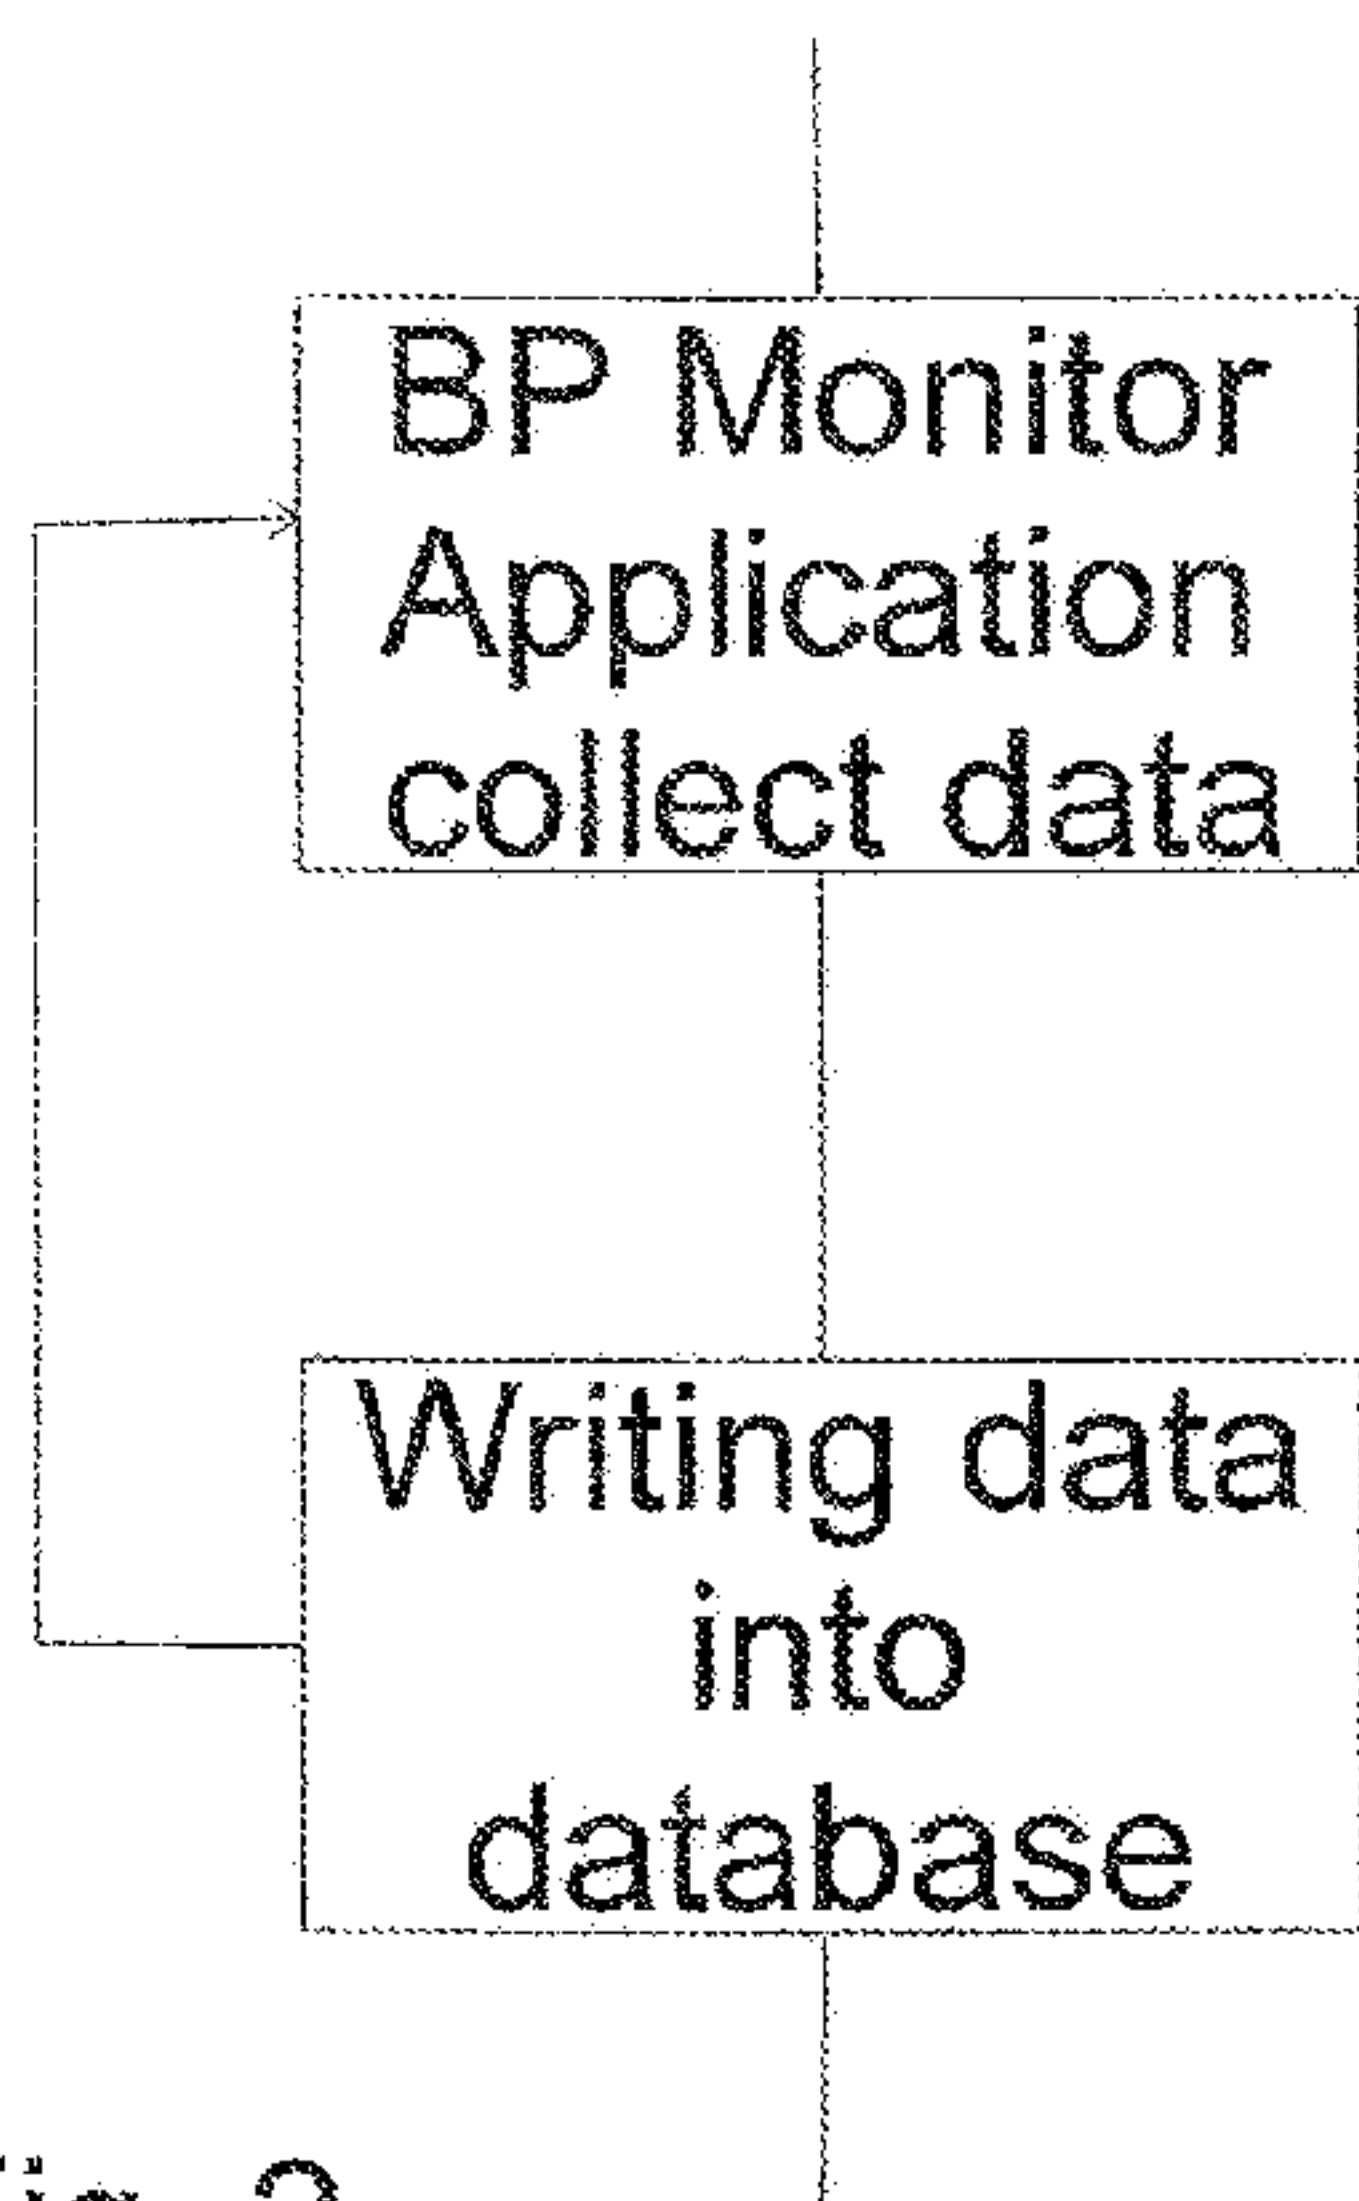 BP Monitor
Application
collect data
Writing data
into
database